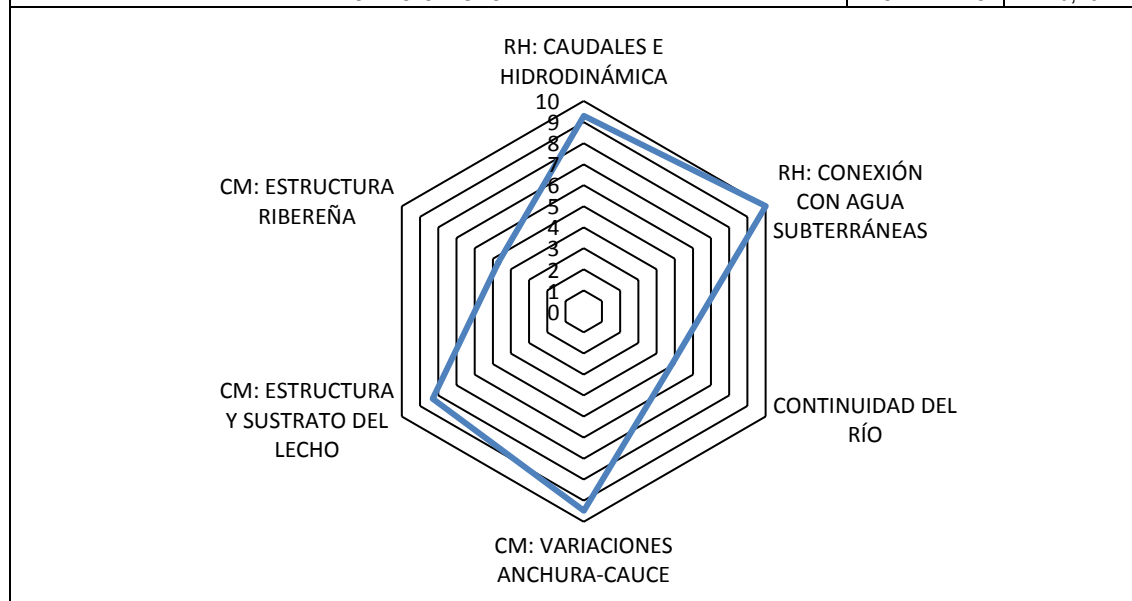 RH: CAUDALES E
HIDRODINÁMICA
10
9
8
7
6
5
4
3
2
1
0
RH: CONEXIÓN
CON AGUA
SUBTERRÁNEAS
CONTINUIDAD DEL
RÍO
CM: VARIACIONES
ANCHURA-CAUCE
CM: ESTRUCTURA
Y SUSTRATO DEL
LECHO
CM: ESTRUCTURA
RIBEREÑA